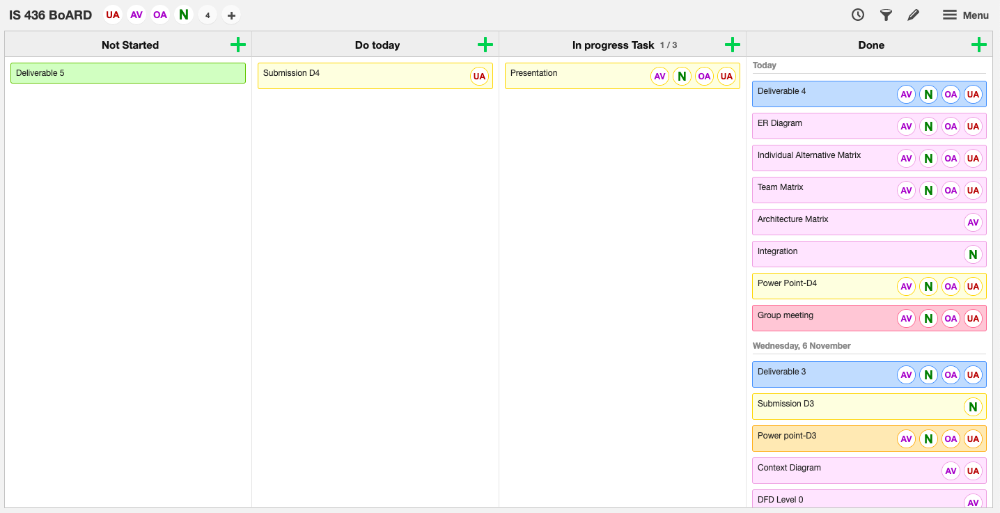 IS 436 BoARD UA AV OA N 4 + Menu
Not Started
Deliverable 5
Do today
Submission D4 UA
In progress Task 1 / 3
Presentation AV N OA UA
Done
Today
Deliverable 4 AV N OA UA
ER Diagram AV N OA UA
Individual Alternative Matrix AV N OA UA
Team Matrix AV N OA UA
Architecture Matrix AV
Integration N
Power Point-D4 AV N OA UA
Group meeting AV N OA UA
Wednesday, 6 November
Deliverable 3 AV N OA UA
Submission D3 N
Power point-D3 AV N OA UA
Context Diagram AV UA
DFD Level 0 AV